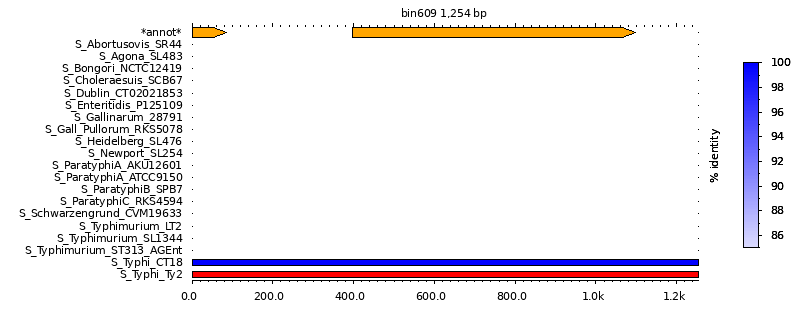 bin609 1,254 bp
*annot*
S_Abortusovis_SR44
S_Agona_SL483
S_Bongori_NCTC12419
S_Choleraesuis_SCB67
S_Dublin_CT02021853
S_Enteritidis_P125109
S_Gallinarum_28791
S_Gall_Pullorum_RKS5078
S_Heidelberg_SL476
S_Newport_SL254
S_ParatyphiA_AKU12601
S_ParatyphiA_ATCC9150
S_ParatyphiB_SPB7
S_ParatyphiC_RKS4594
S_Schwarzengrund_CVM19633
S_Typhimurium_LT2
S_Typhimurium_SL1344
S_Typhimurium_ST313_AGEnt
S_Typhi_CT18
S_Typhi_Ty2
0.0 200.0 400.0 600.0 800.0 1.0k 1.2k
% identity
100
98
96
94
92
90
88
86